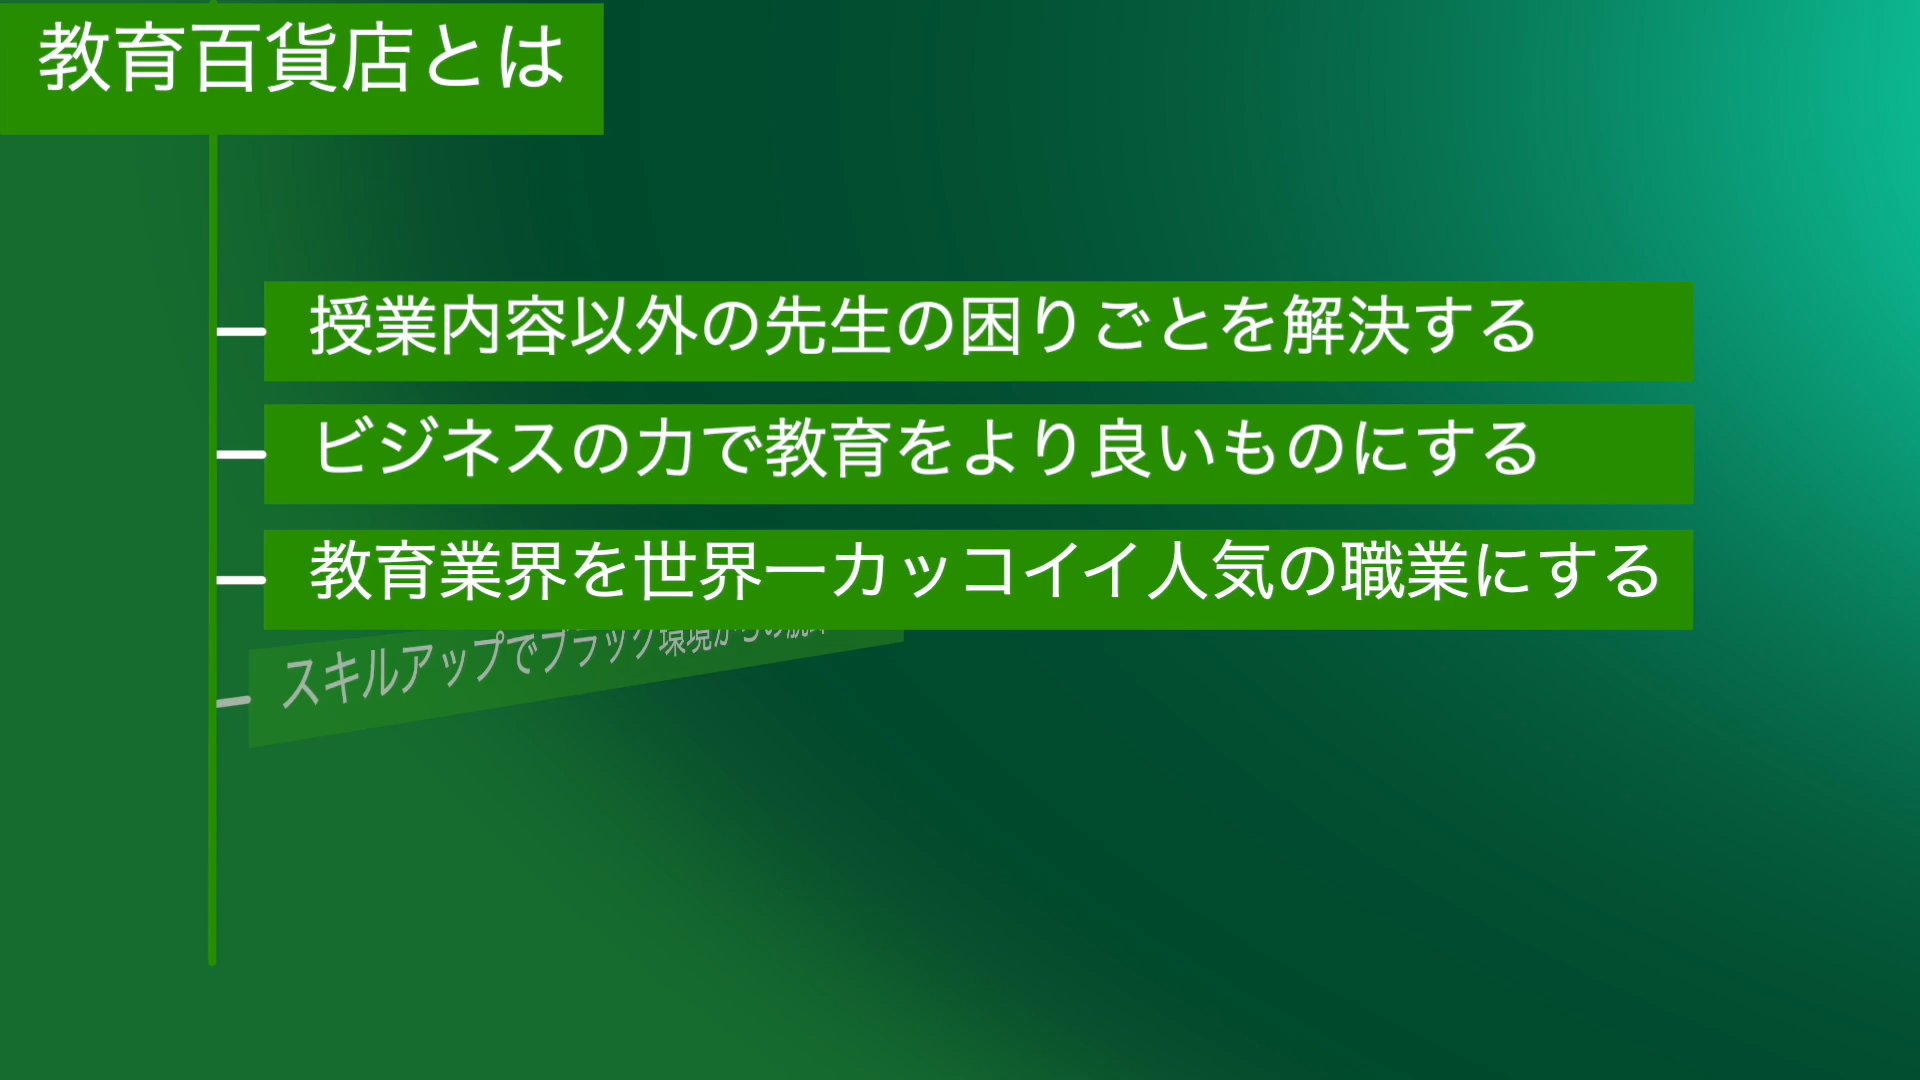 教育百貨店とは
授業内容以外の先生の困りごとを解決する
ビジネスの力で教育をより良いものにする
教育業界を世界一カッコイイ人気の職業にする
スキルアップでブラック環境からの